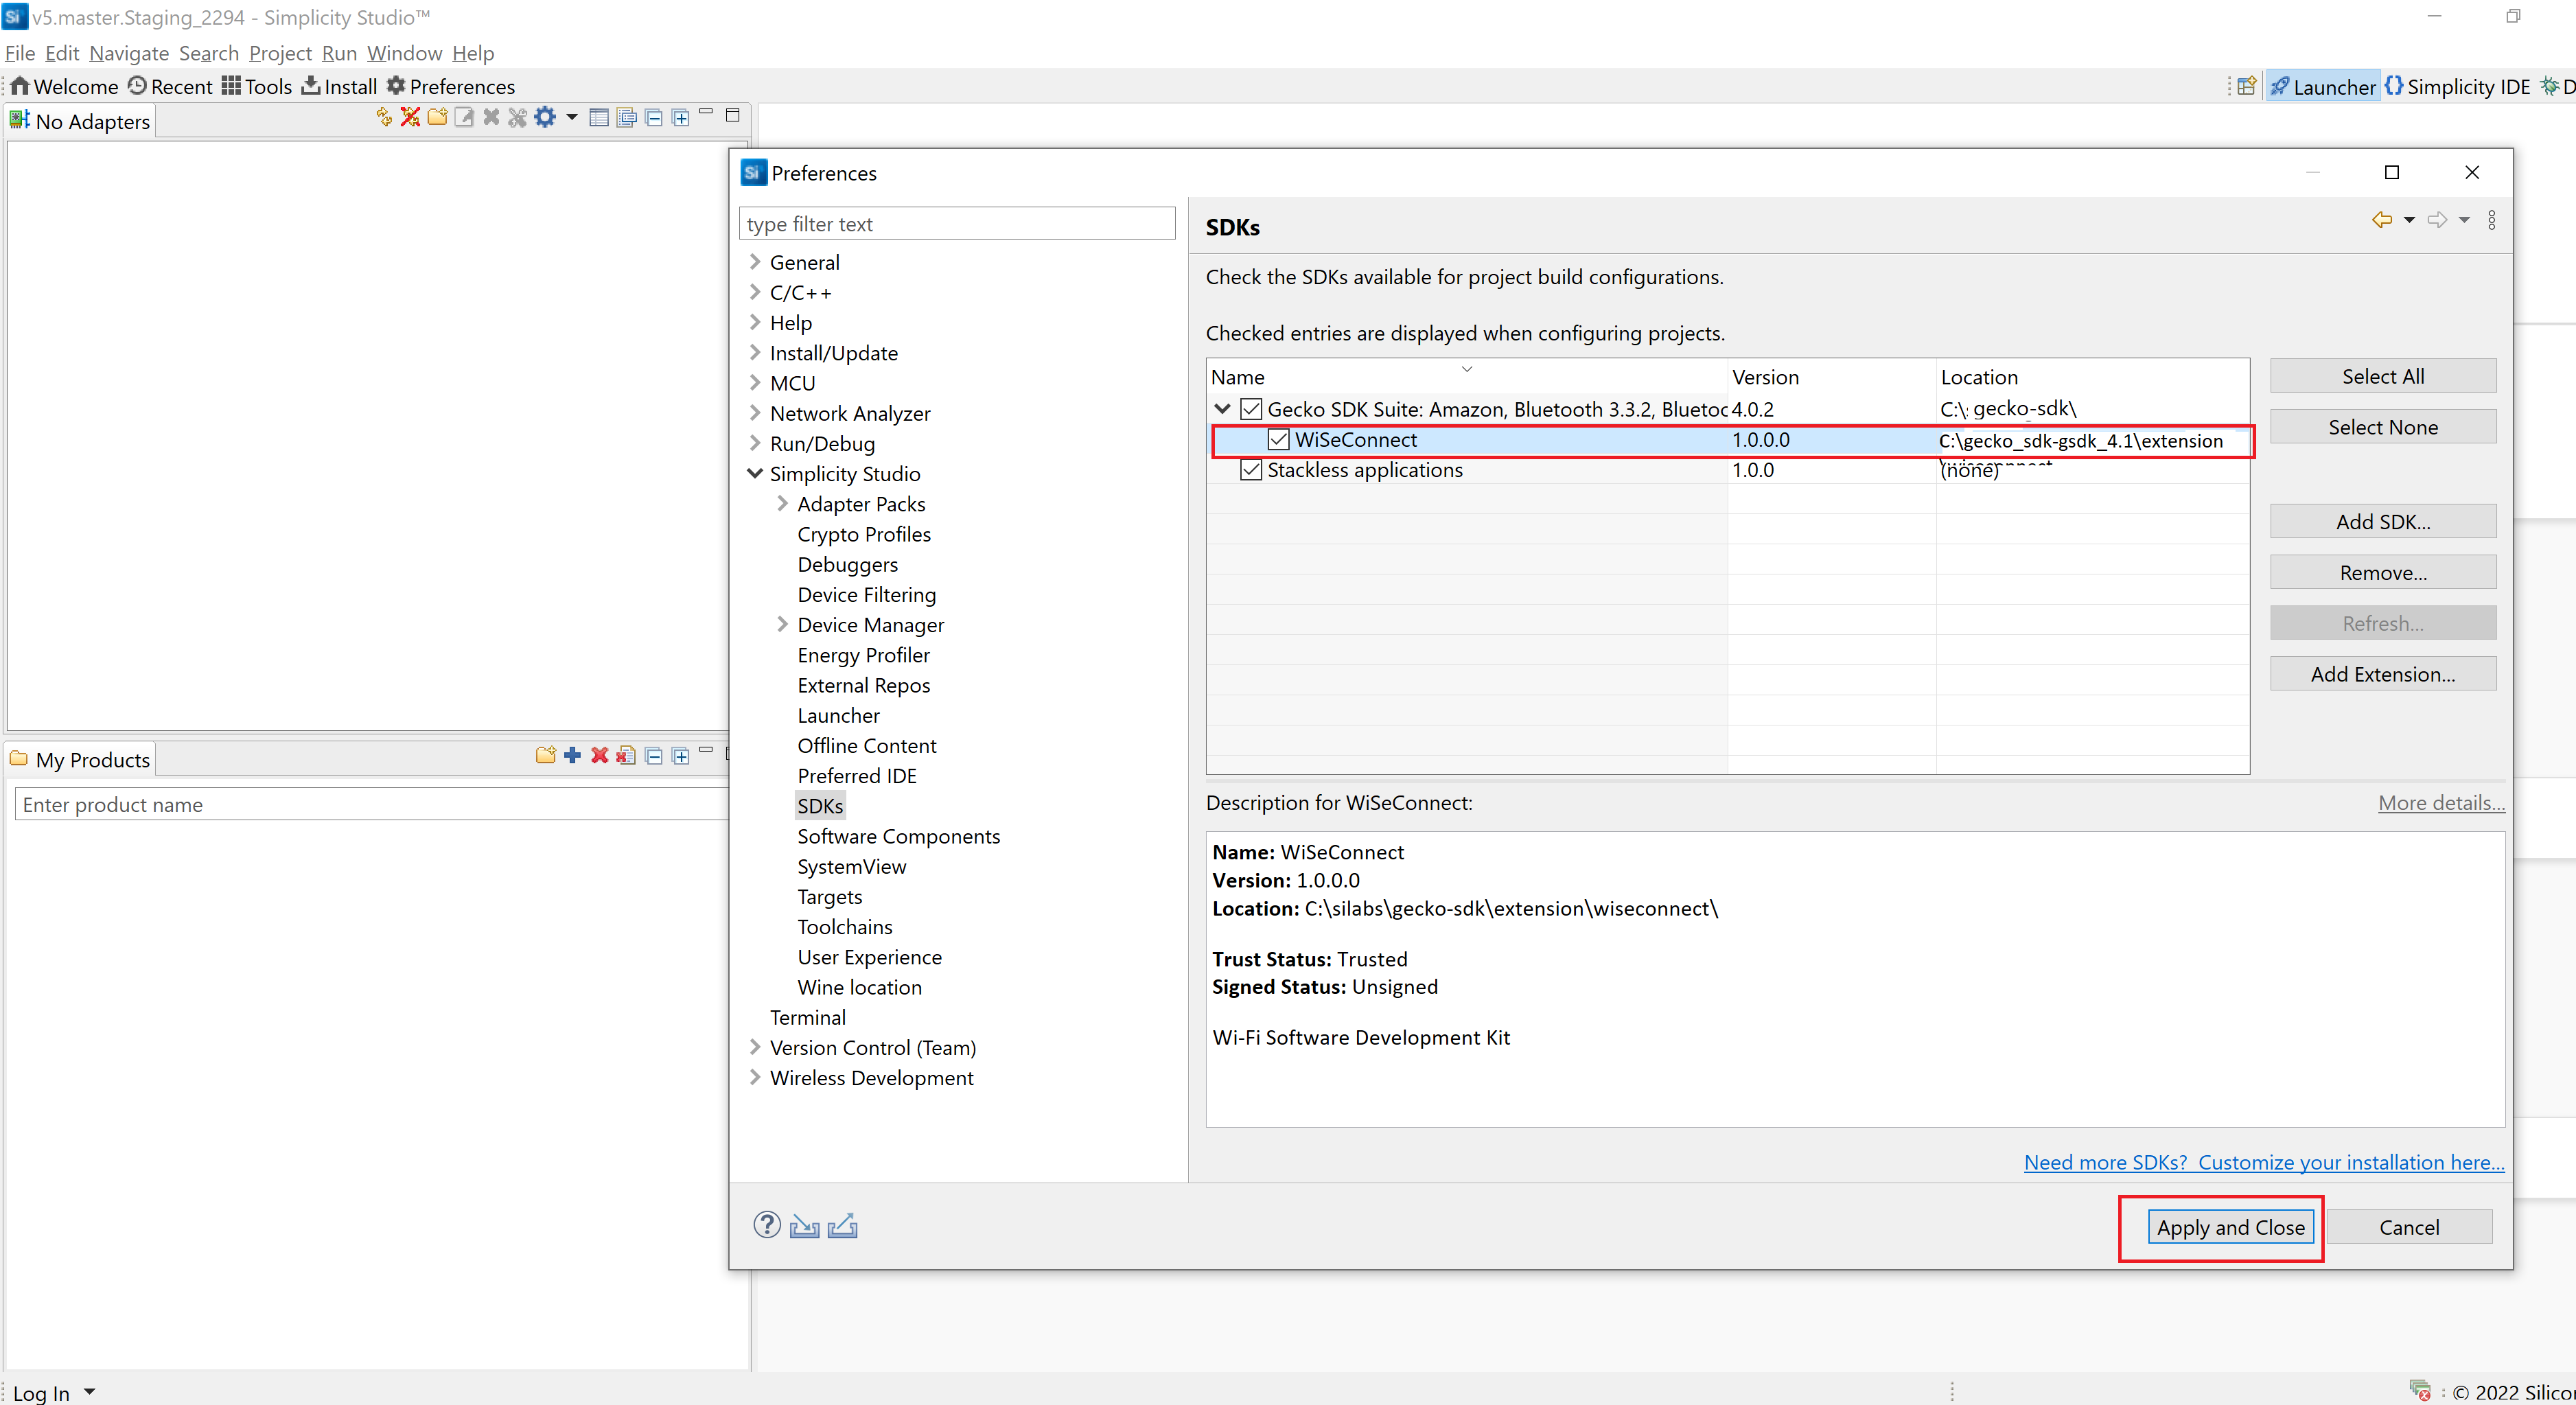 v5.master.Staging_2294 - Simplicity Studio™
File Edit Navigate Search Project Run Window Help
Welcome Recent Tools Install Preferences
Launcher Simplicity IDE D
No Adapters
Preferences
type filter text
General
C/C++
Help
Install/Update
MCU
Network Analyzer
Run/Debug
Simplicity Studio
Adapter Packs
Crypto Profiles
Debuggers
Device Filtering
Device Manager
Energy Profiler
External Repos
Launcher
Offline Content
Preferred IDE
SDKs
Software Components
SystemView
Targets
Toolchains
User Experience
Wine location
Terminal
Version Control (Team)
Wireless Development
SDKs
Check the SDKs available for project build configurations.
Checked entries are displayed when configuring projects.
Name Version Location
Gecko SDK Suite: Amazon, Bluetooth 3.3.2, Bluetoc 4.0.2 C:\: gecko-sdk\
WiSeConnect 1.0.0.0 C:\gecko_sdk-gsdk_4.1\extension
Stackless applications 1.0.0 (none)
Select All
Select None
Add SDK...
Remove...
Refresh...
Add Extension...
Description for WiSeConnect:
More details...
Name: WiSeConnect
Version: 1.0.0.0
Location: C:\silabs\gecko-sdk\extension\wiseconnect\
Trust Status: Trusted
Signed Status: Unsigned
Wi-Fi Software Development Kit
Need more SDKs? Customize your installation here...
Apply and Close
Cancel
My Products
Enter product name
Log In
© 2022 Silico